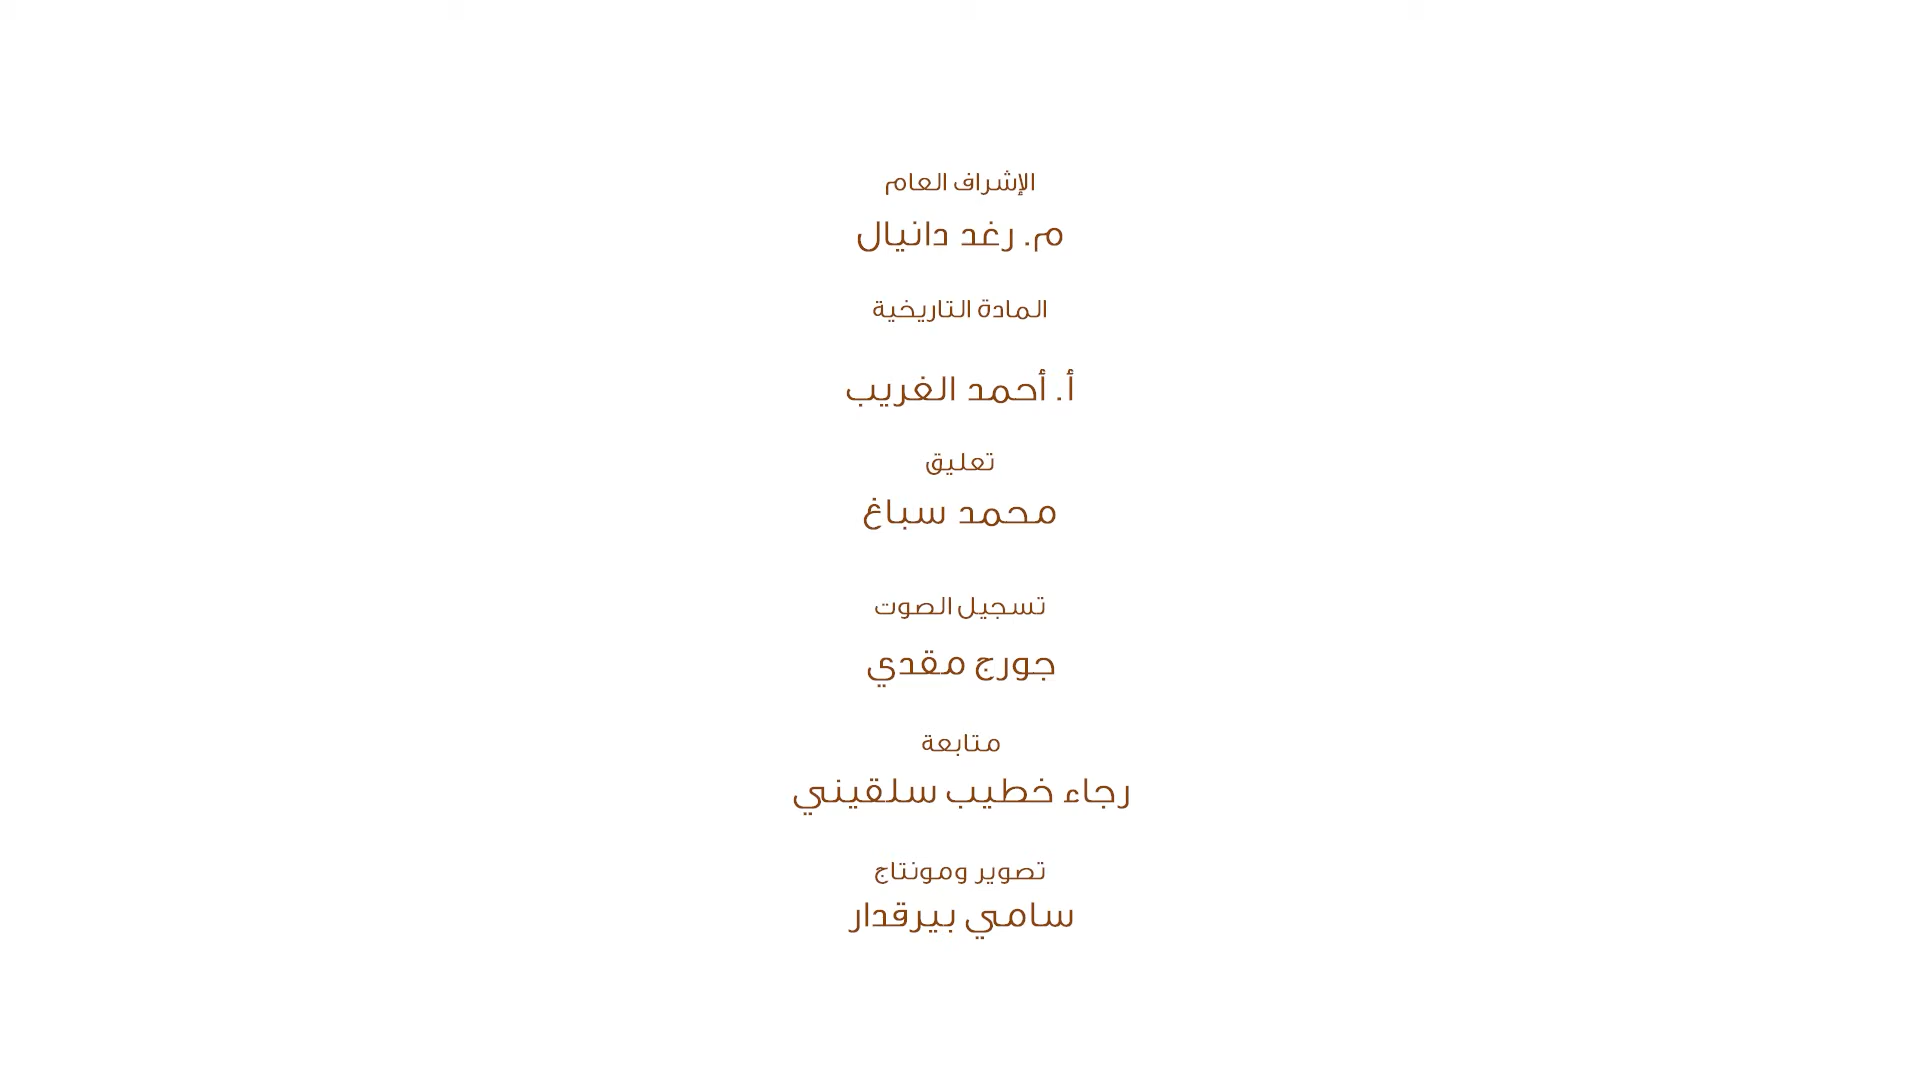 الإشراف العام
م. رغد دانيال
المادة التاريخية
أ. أحمد الغريب
تعليق
محمد سباغ
تسجيل الصوت
جورج مقدي
متابعة
رجاء خطيب سلقيني
تصوير ومونتاج
سامي بيرقدار